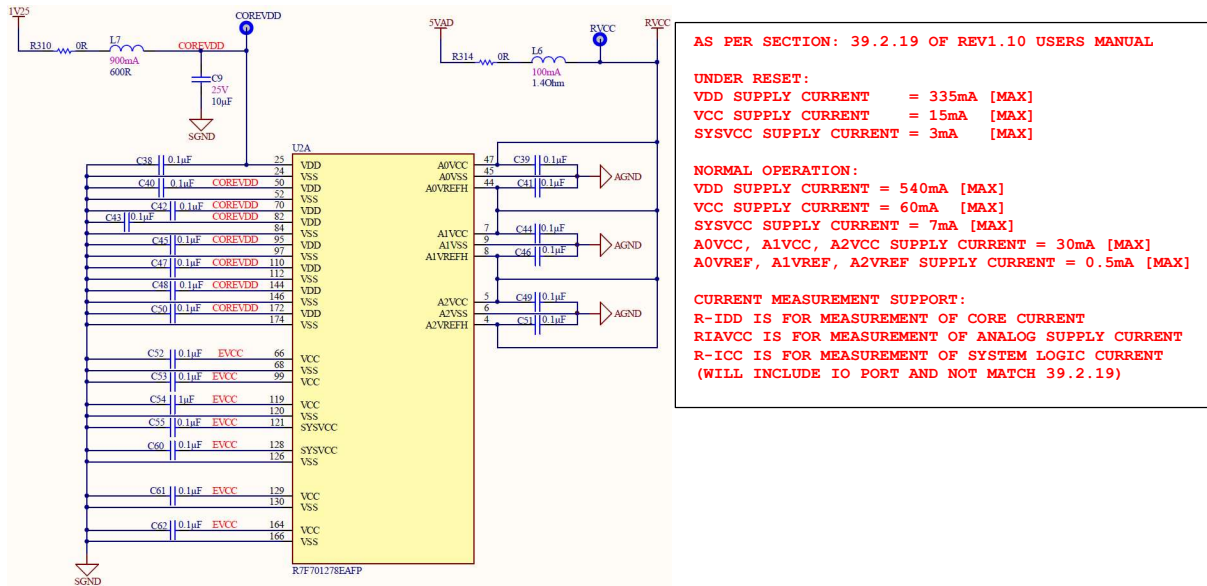 1V25
R310 0R
L7
900mA
600R
COREVDD
COREVDD
C9
25V
10µF
SGND
5VAD
R314 0R
L6
100mA
1.4Ohm
RVCC
RVCC
U2A
C38 0.1µF 25 VDD
24 VSS
C40 0.1µF COREVDD 50 VDD
52 VSS
C42 0.1µF COREVDD 70 VDD
C43 0.1µF COREVDD 82 VDD
84 VSS
C45 0.1µF COREVDD 95 VDD
97 VSS
C47 0.1µF COREVDD 110 VDD
112 VSS
C48 0.1µF COREVDD 144 VDD
146 VSS
C50 0.1µF COREVDD 172 VDD
174 VSS
C52 0.1µF EVCC 66 VCC
68 VSS
C53 0.1µF EVCC 99 VCC
C54 1µF EVCC 119 VCC
120 VSS
C55 0.1µF EVCC 121 SYSVCC
C60 0.1µF EVCC 128 SYSVCC
126 VSS
C61 0.1µF EVCC 129 VCC
130 VSS
C62 0.1µF EVCC 164 VCC
166 VSS
SGND
R7F701278EAFP
A0VCC 47 C39 0.1µF
A0VSS 45 AGND
A0VREFH 44 C41 0.1µF
A1VCC 7 C44 0.1µF
A1VSS 9 AGND
A1VREFH 8 C46 0.1µF
A2VCC 5 C49 0.1µF
A2VSS 6 AGND
A2VREFH 4 C51 0.1µF
AS PER SECTION: 39.2.19 OF REV1.10 USERS MANUAL
UNDER RESET:
VDD SUPPLY CURRENT = 335mA [MAX]
VCC SUPPLY CURRENT = 15mA [MAX]
SYSVCC SUPPLY CURRENT = 3mA [MAX]
NORMAL OPERATION:
VDD SUPPLY CURRENT = 540mA [MAX]
VCC SUPPLY CURRENT = 60mA [MAX]
SYSVCC SUPPLY CURRENT = 7mA [MAX]
A0VCC, A1VCC, A2VCC SUPPLY CURRENT = 30mA [MAX]
A0VREF, A1VREF, A2VREF SUPPLY CURRENT = 0.5mA [MAX]
CURRENT MEASUREMENT SUPPORT:
R-IDD IS FOR MEASUREMENT OF CORE CURRENT
RIAVCC IS FOR MEASUREMENT OF ANALOG SUPPLY CURRENT
R-ICC IS FOR MEASUREMENT OF SYSTEM LOGIC CURRENT
(WILL INCLUDE IO PORT AND NOT MATCH 39.2.19)